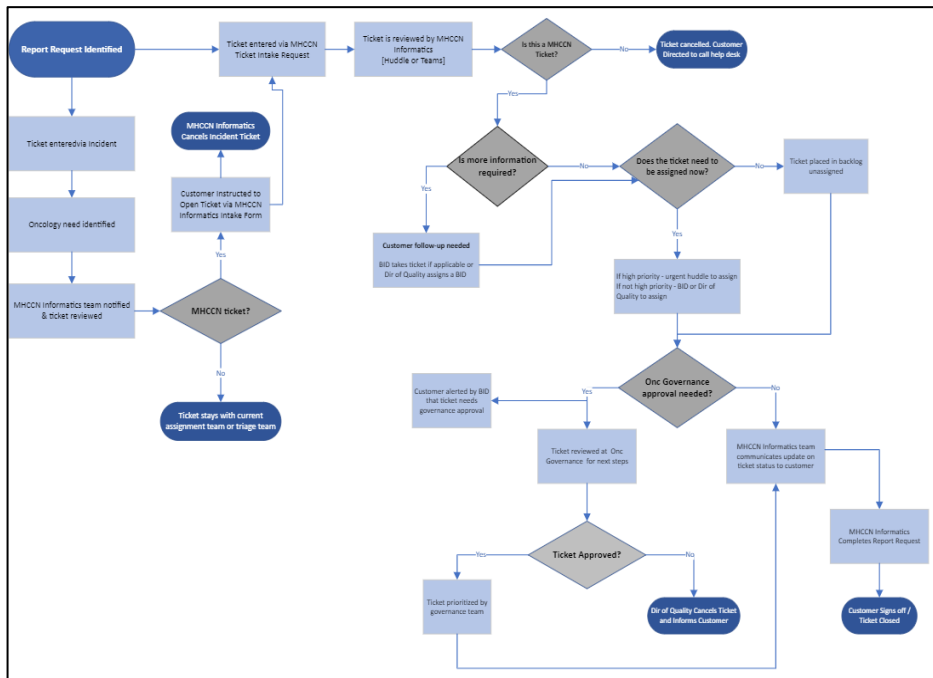 Report Request Identified
Ticket entered via MHCCN
Ticket Intake Request
Ticket is reviewed by MHCCN
Informatics
[Huddle or Teams]
Is this a MHCCN
Ticket?
No
Ticket cancelled. Customer
Directed to call help desk
Yes
Ticket enteredvia Incident
MHCCN Informatics
Cancels Incident Ticket
Is more information
required?
No
Does the ticket need to
be assigned now?
No
Ticket placed in backlog
unassigned
Yes
Customer Instructed to
Open Ticket via MHCCN
Informatics Intake Form
Oncology need identified
Yes
Customer follow-up needed
BID takes ticket if applicable or
Dir of Quality assigns a BID
Yes
If high priority - urgent huddle to assign
If not high priority - BID or Dir of
Quality to assign
MHCCN Informatics team notified
& ticket reviewed
MHCCN ticket?
No
Ticket stays with current
assignment team or triage team
Onc Governance
approval needed?
Yes
No
Customer alerted by BID
that ticket needs
governance approval
Ticket reviewed at Onc
Governance for next steps
MHCCN Informatics team
communicates update on
ticket status to customer
MHCCN Informatics
Completes Report Request
Ticket Approved?
Yes
No
Ticket prioritized by
governance team
Dir of Quality Cancels Ticket
and Informs Customer
Customer Signs off /
Ticket Closed